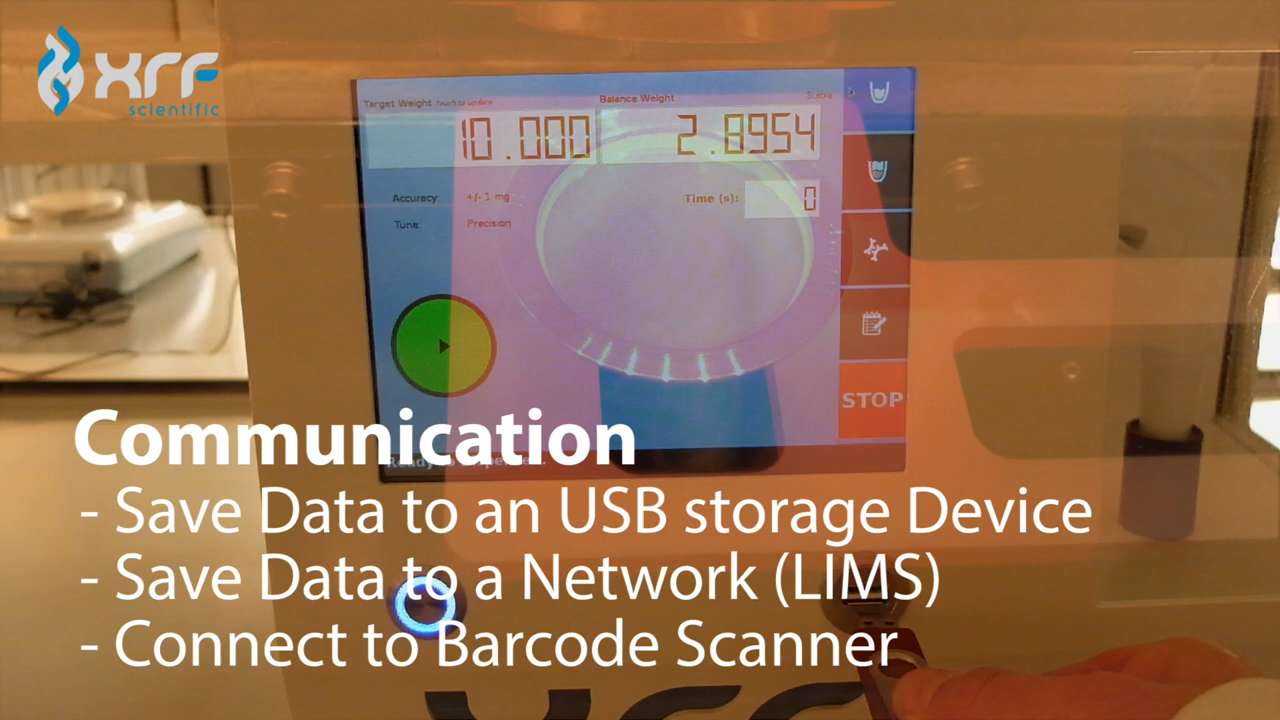 XRF
scientific
Target Weight touch to update
Balance Weight
Stable
10.000
2.8954
Accuracy: +/- 1 mg
Time (s): 0
Tune: Precision
STOP
Communication
- Save Data to an USB storage Device
- Save Data to a Network (LIMS)
- Connect to Barcode Scanner
XRF